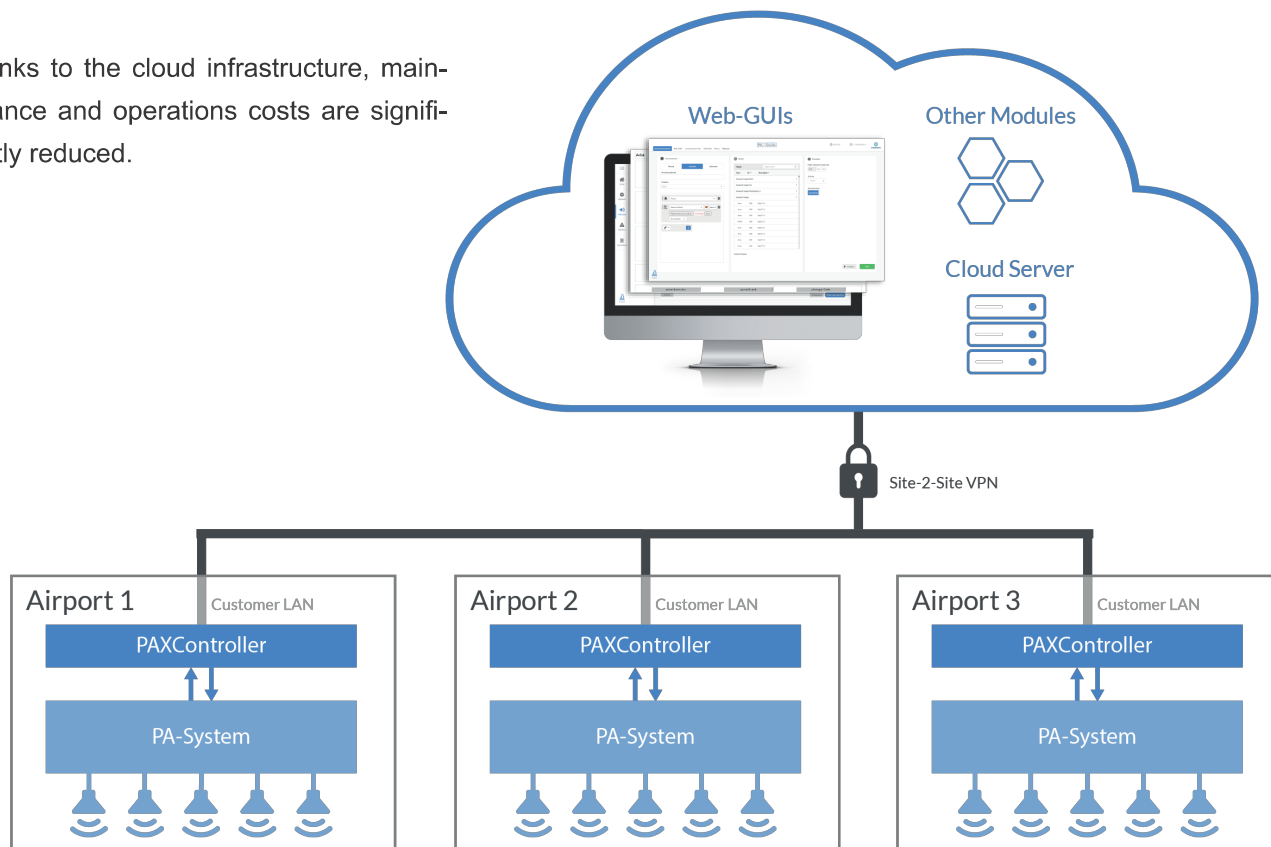 nks to the cloud infrastructure, main-
ance and operations costs are signifi-
tly reduced.
Web-GUIs
Other Modules
Cloud Server
Site-2-Site VPN
Airport 1
Customer LAN
PAXController
PA-System
Airport 2
Customer LAN
PAXController
PA-System
Airport 3
Customer LAN
PAXController
PA-System